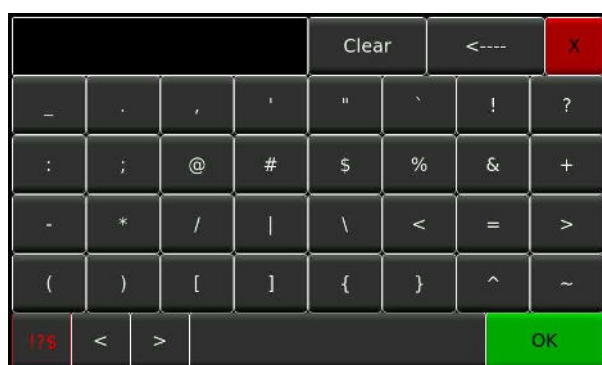 Clear <---- X
_ . , ' " ` ! ?
: ; @ # $ % & +
- * / | \ < = >
( ) [ ] { } ^ ~
!?$ < > OK